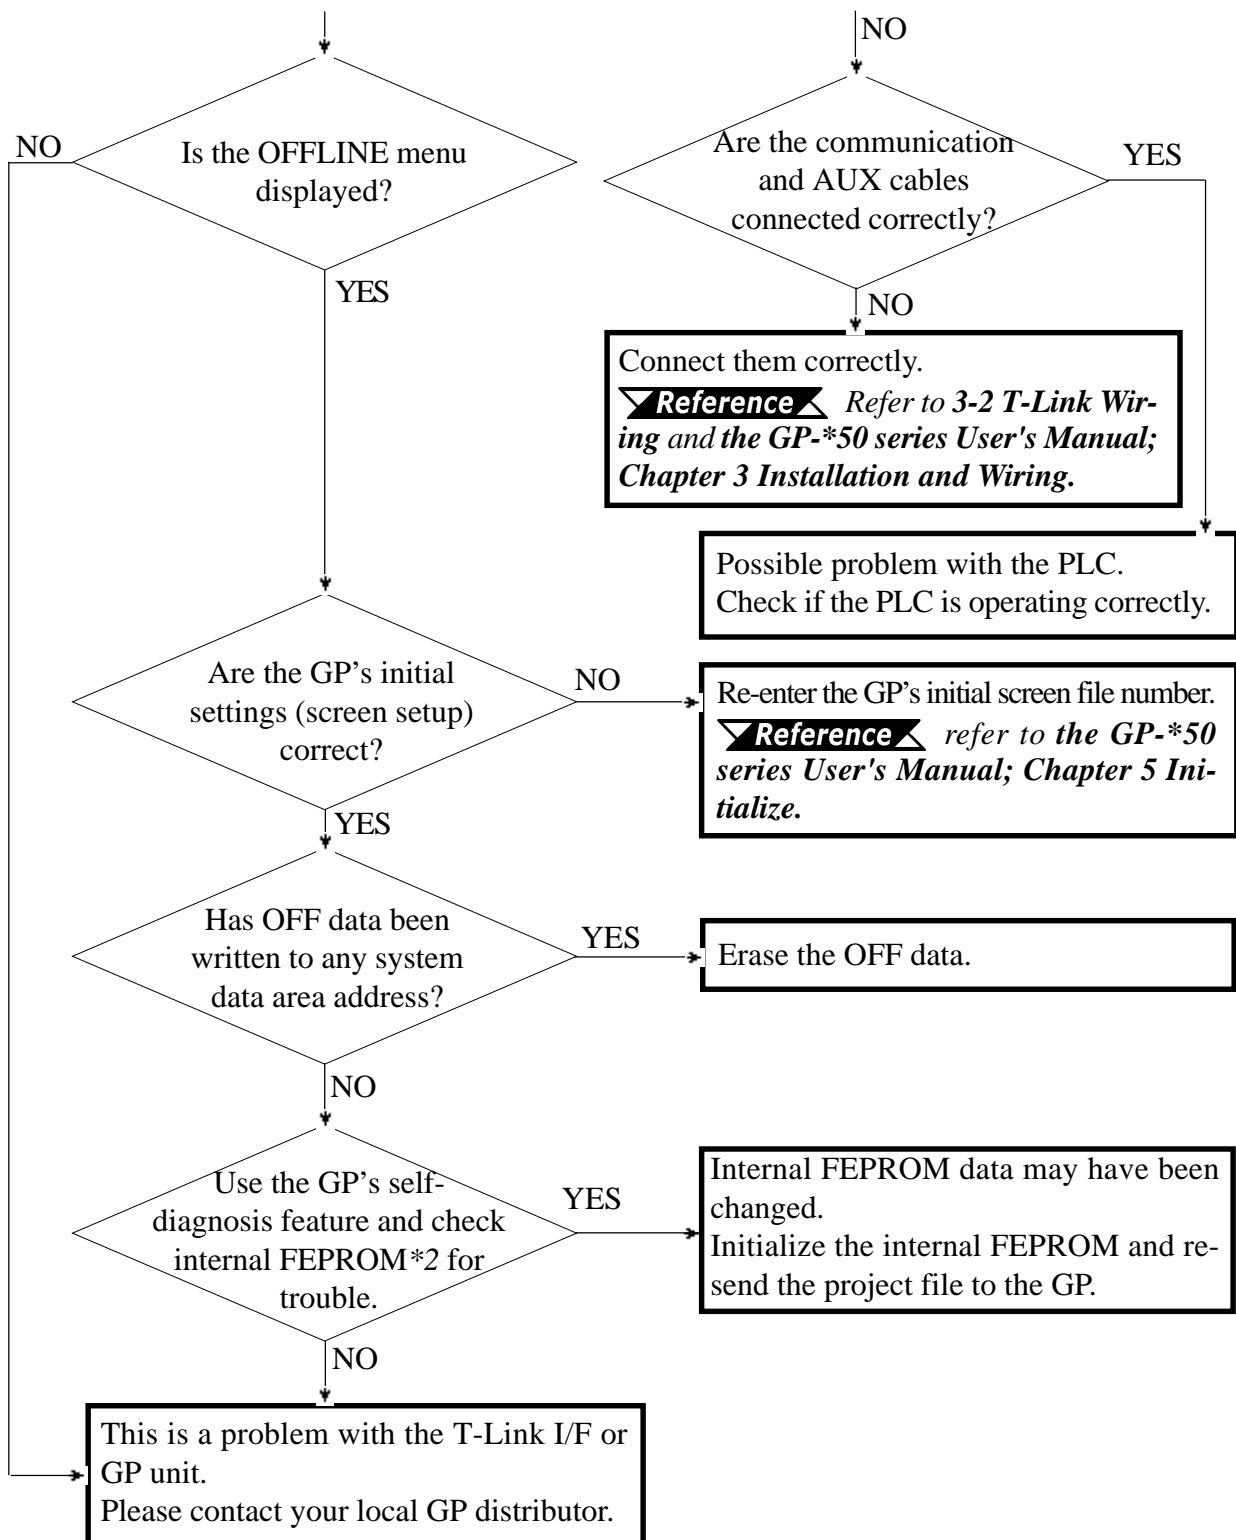 NO
NO
Is the OFFLINE menu
displayed?
YES
Are the communication
and AUX cables
connected correctly?
YES
NO
Connect them correctly.
Reference Refer to 3-2 T-Link Wir-
ing and the GP-*50 series User's Manual;
Chapter 3 Installation and Wiring.
Possible problem with the PLC.
Check if the PLC is operating correctly.
Are the GP’s initial
settings (screen setup)
correct?
NO
Re-enter the GP’s initial screen file number.
Reference refer to the GP-*50
series User's Manual; Chapter 5 Ini-
tialize.
YES
Has OFF data been
written to any system
data area address?
YES
Erase the OFF data.
NO
Use the GP’s self-
diagnosis feature and check
internal FEPROM*2 for
trouble.
YES
Internal FEPROM data may have been
changed.
Initialize the internal FEPROM and re-
send the project file to the GP.
NO
This is a problem with the T-Link I/F or
GP unit.
Please contact your local GP distributor.